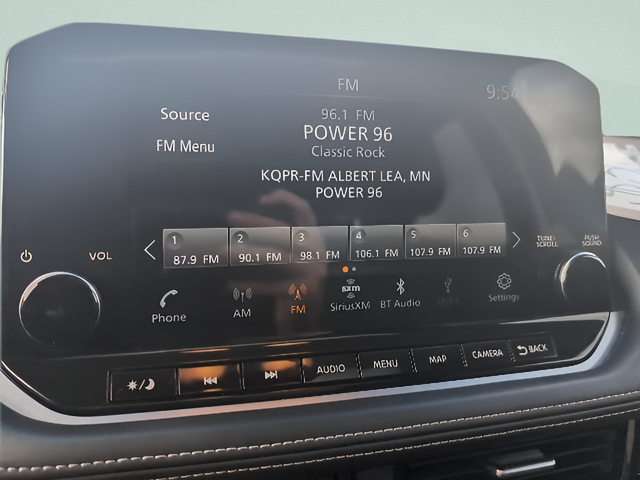 FM
9:54
Source
96.1 FM
POWER 96
FM Menu
Classic Rock
KQPR-FM ALBERT LEA, MN
POWER 96
1 2 3 4 5 6
87.9 FM 90.1 FM 98.1 FM 106.1 FM 107.9 FM 107.9 FM
VOL
TUNE•SCROLL
PUSH SOUND
Phone AM FM SiriusXM BT Audio Settings
sxm
AUDIO MENU MAP CAMERA BACK